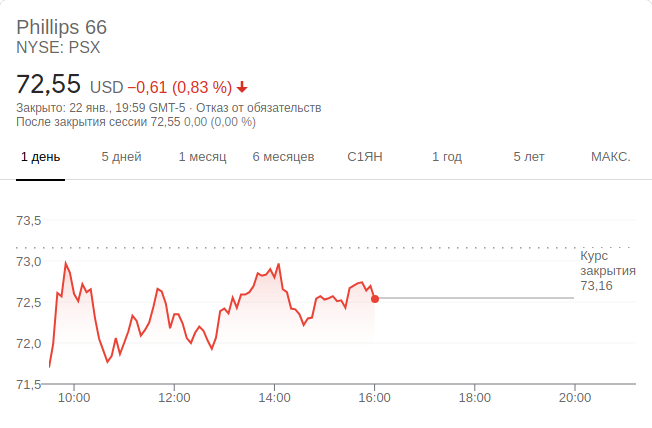 Phillips 66
NYSE: PSX
72,55 USD −0,61 (0,83 %)
Закрыто: 22 янв., 19:59 GMT-5 · Отказ от обязательств
После закрытия сессии 72,55 0,00 (0,00 %)
1 день 5 дней 1 месяц 6 месяцев С1ЯН 1 год 5 лет МАКС.
73,5
73,0
72,5
72,0
71,5
Курс
закрытия
73,16
10:00 12:00 14:00 16:00 18:00 20:00